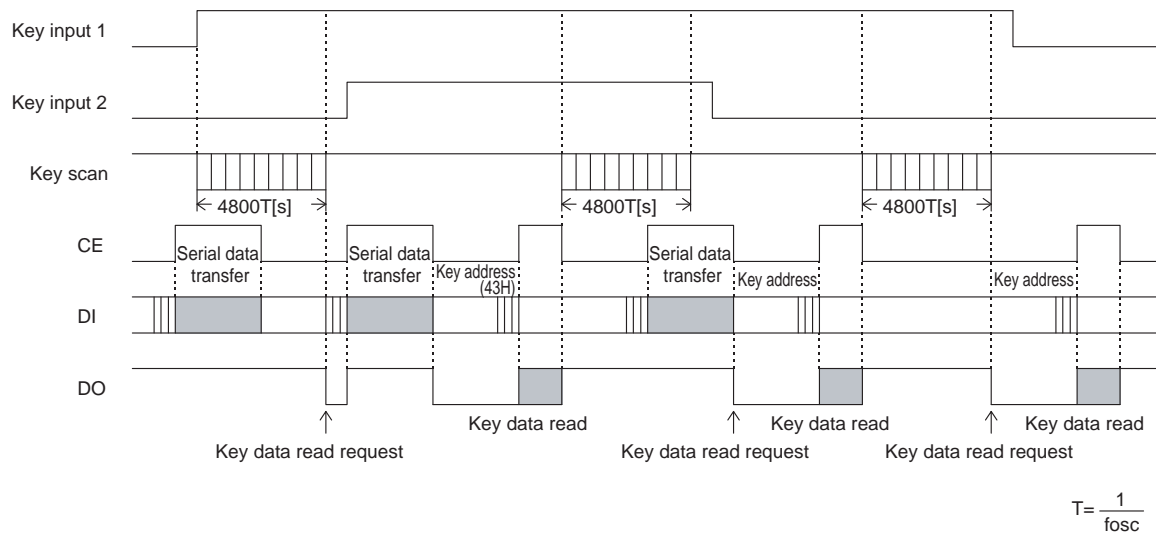 Key input 1
Key input 2
Key scan
4800T[s]
4800T[s]
4800T[s]
CE
Serial data
transfer
Serial data
transfer
Key address
(43H)
Serial data
transfer
Key address
Key address
DI
DO
Key data read
Key data read
Key data read
Key data read request
Key data read request
Key data read request
T= 1
fosc